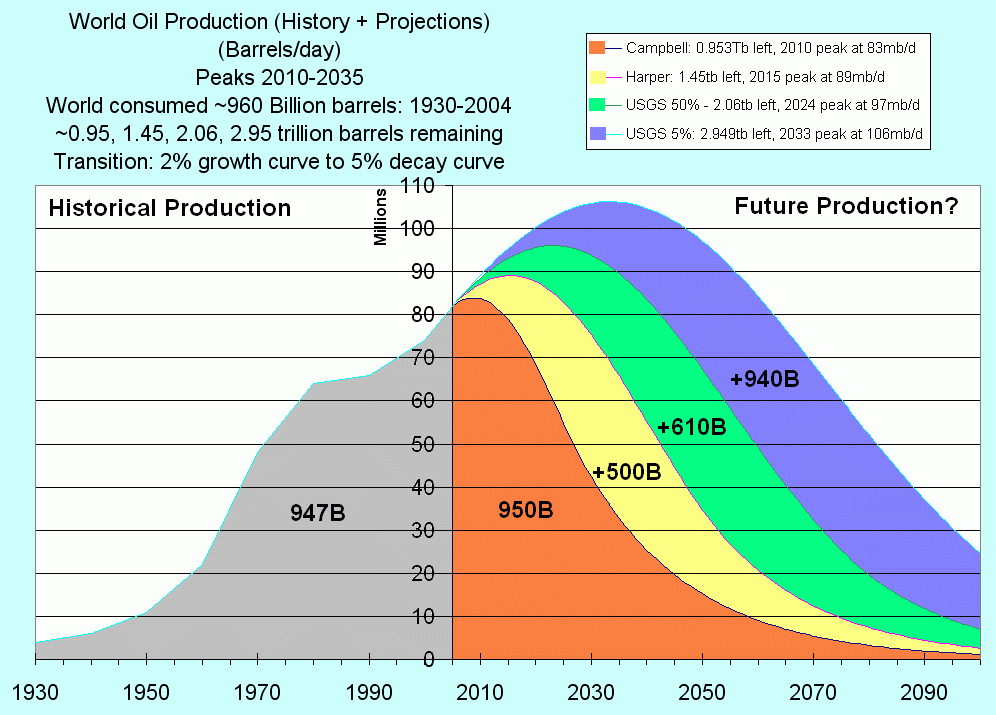 World Oil Production (History + Projections)
(Barrels/day)
Peaks 2010-2035
World consumed ~960 Billion barrels: 1930-2004
~0.95, 1.45, 2.06, 2.95 trillion barrels remaining
Transition: 2% growth curve to 5% decay curve
Campbell: 0.953Tb left, 2010 peak at 83mb/d
Harper: 1.45tb left, 2015 peak at 89mb/d
USGS 50% - 2.06tb left, 2024 peak at 97mb/d
USGS 5%: 2.949tb left, 2033 peak at 106mb/d
Historical Production
Future Production?
Millions
110
100
90
80
70
60
50
40
30
20
10
0
+940B
+610B
+500B
950B
947B
1930 1950 1970 1990 2010 2030 2050 2070 2090